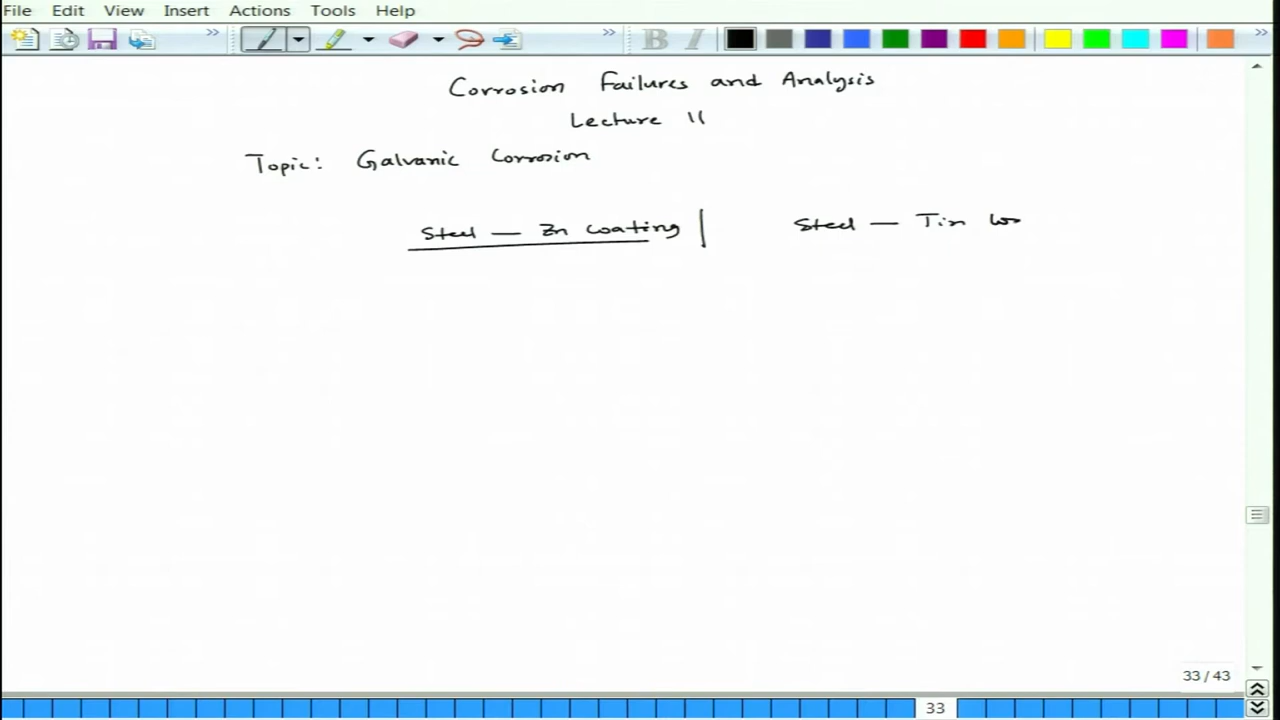 File Edit View Insert Actions Tools Help
B I
Corrosion Failures and Analysis
Lecture 11
Topic: Galvanic Corrosion
Steel — Zn Coating | Steel — Tin Co
33 / 43
33